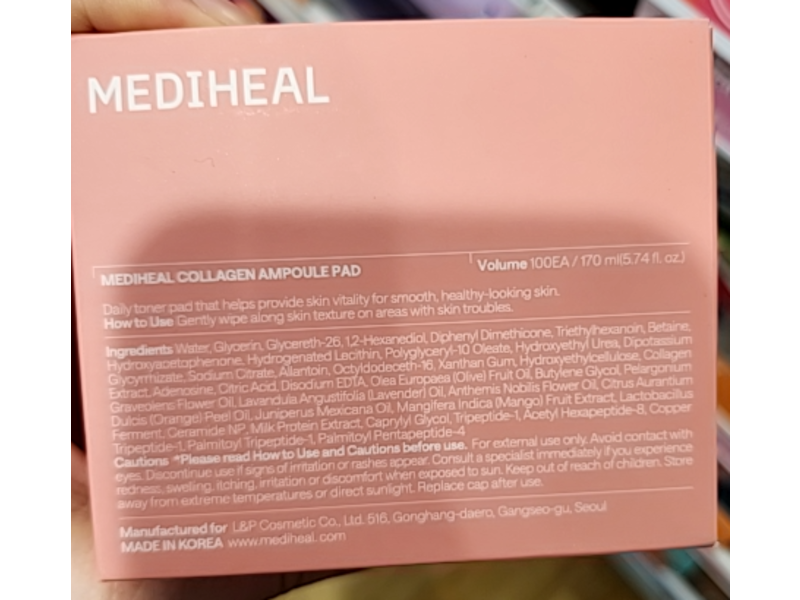 MEDIHEAL
MEDIHEAL COLLAGEN AMPOULE PAD
Volume 100EA / 170 ml(5.74 fl. oz.)
Daily toner pad that helps provide skin vitality for smooth, healthy-looking skin.
How to Use Gently wipe along skin texture on areas with skin troubles.
Ingredients Water, Glycerin, Glycereth-26, 1,2-Hexanediol, Diphenyl Dimethicone, Triethylhexanoin, Betaine,
Hydroxyacetophenone, Hydrogenated Lecithin, Polyglyceryl-10 Oleate, Hydroxyethyl Urea, Dipotassium
Glycyrrhizate, Sodium Citrate, Allantoin, Octyldodeceth-16, Xanthan Gum, Hydroxyethylcellulose, Collagen
Extract, Adenosine, Citric Acid, Disodium EDTA, Olea Europaea (Olive) Fruit Oil, Butylene Glycol, Pelargonium
Graveolens Flower Oil, Lavandula Angustifolia (Lavender) Oil, Anthemis Nobilis Flower Oil, Citrus Aurantium
Dulcis (Orange) Peel Oil, Juniperus Mexicana Oil, Mangifera Indica (Mango) Fruit Extract, Lactobacillus
Ferment, Ceramide NP, Milk Protein Extract, Caprylyl Glycol, Tripeptide-1, Acetyl Hexapeptide-8, Copper
Tripeptide-1, Palmitoyl Tripeptide-1, Palmitoyl Pentapeptide-4
Cautions *Please read How to Use and Cautions before use. For external use only. Avoid contact with
eyes. Discontinue use if signs of irritation or rashes appear. Consult a specialist immediately if you experience
redness, swelling, itching, irritation or discomfort when exposed to sun. Keep out of reach of children. Store
away from extreme temperatures or direct sunlight. Replace cap after use.
Manufactured for L&P Cosmetic Co., Ltd. 516, Gonghang-daero, Gangseo-gu, Seoul
MADE IN KOREA www.mediheal.com